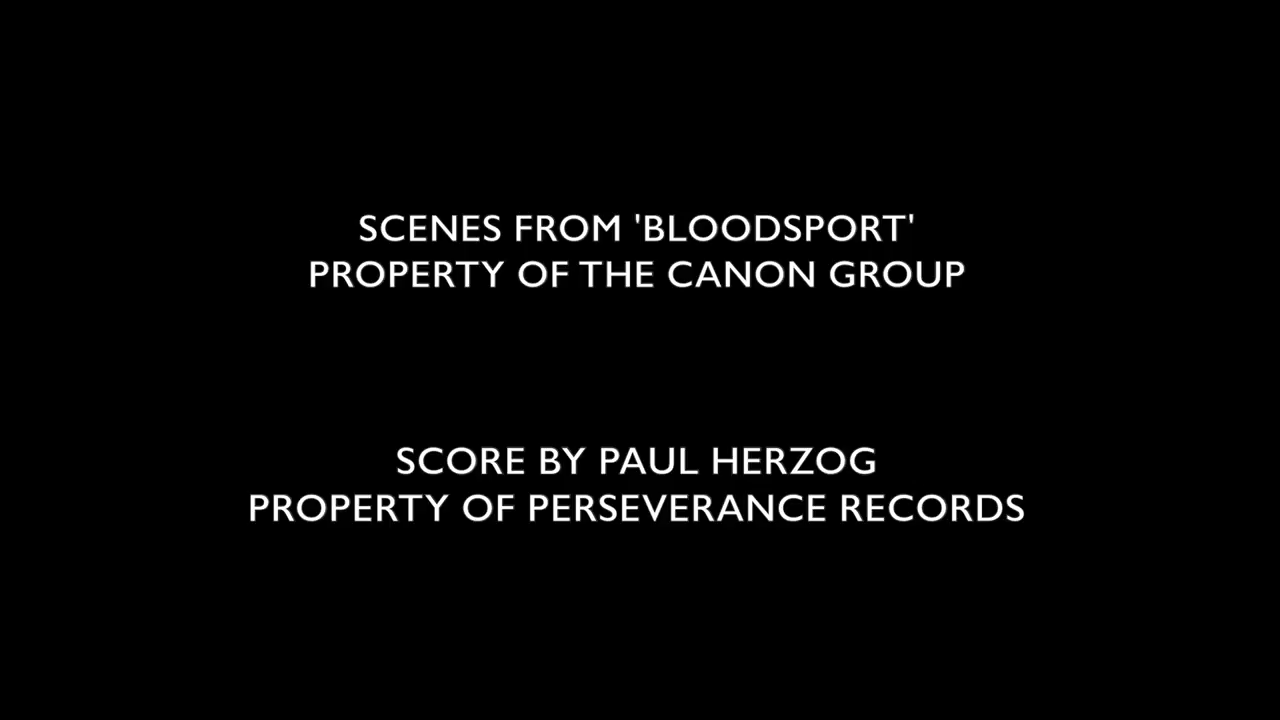 SCENES FROM 'BLOODSPORT'
PROPERTY OF THE CANON GROUP
SCORE BY PAUL HERZOG
PROPERTY OF PERSEVERANCE RECORDS